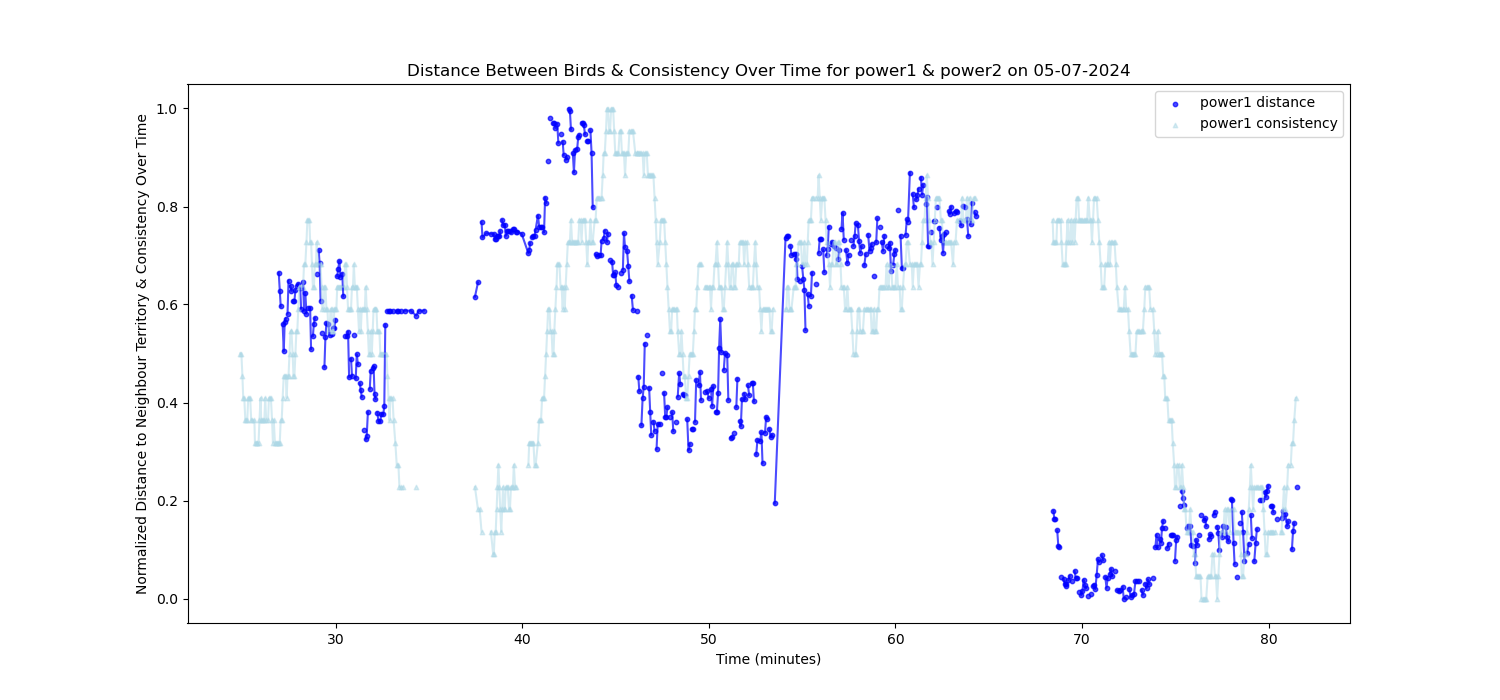 Distance Between Birds & Consistency Over Time for power1 & power2 on 05-07-2024
power1 distance
power1 consistency
Normalized Distance to Neighbour Territory & Consistency Over Time
1.0
0.8
0.6
0.4
0.2
0.0
30 40 50 60 70 80
Time (minutes)